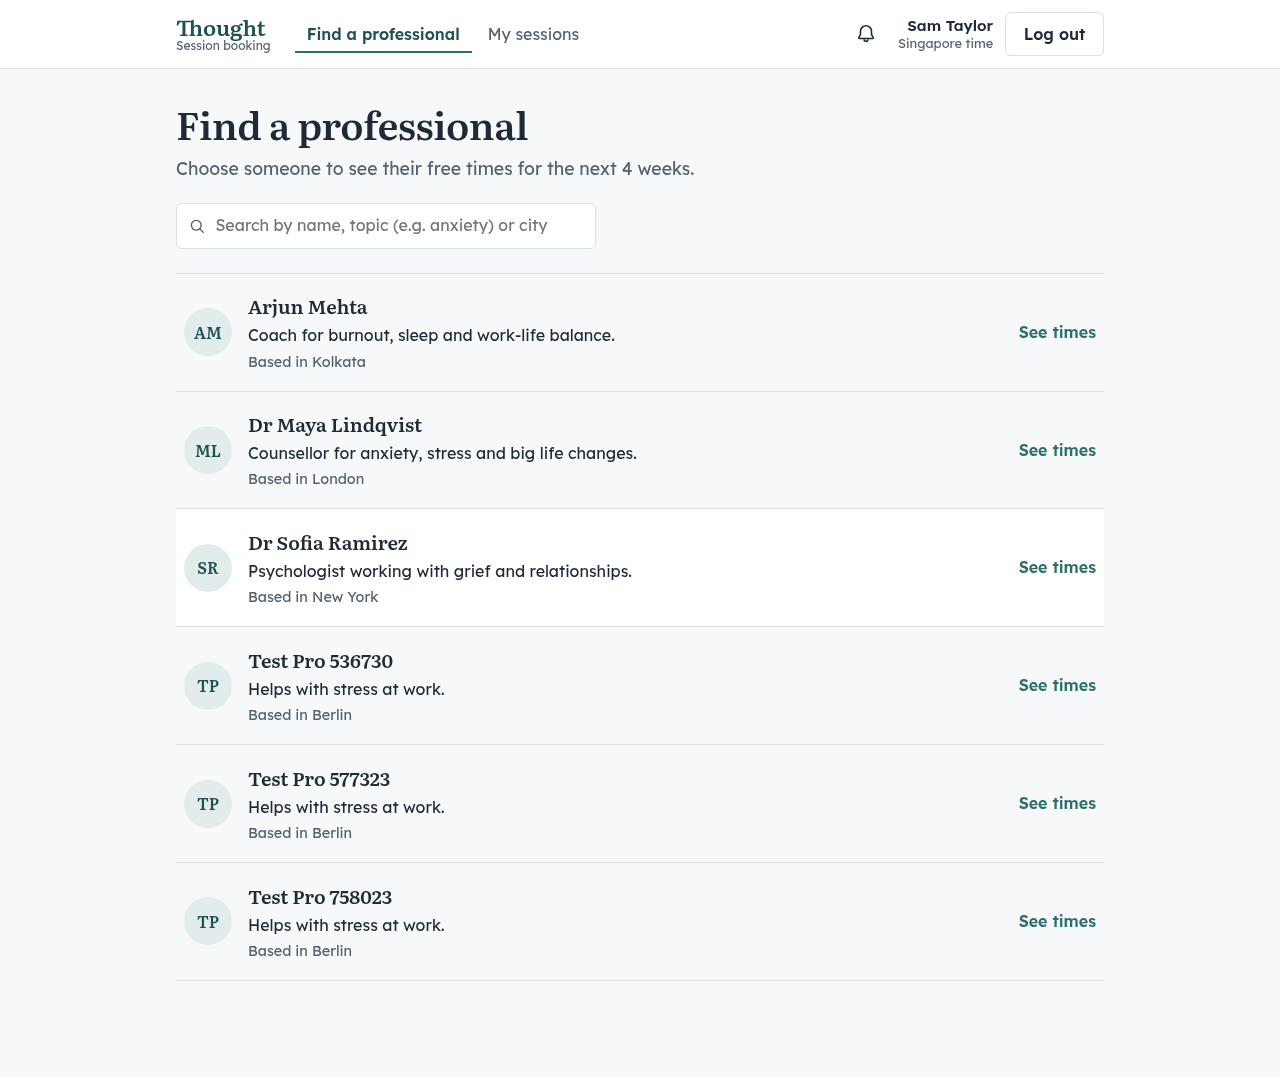 Thought
Session booking
Find a professional
My sessions
Sam Taylor
Singapore time
Log out
Find a professional
Choose someone to see their free times for the next 4 weeks.
Search by name, topic (e.g. anxiety) or city
AM
Arjun Mehta
Coach for burnout, sleep and work-life balance.
Based in Kolkata
See times
ML
Dr Maya Lindqvist
Counsellor for anxiety, stress and big life changes.
Based in London
See times
SR
Dr Sofia Ramirez
Psychologist working with grief and relationships.
Based in New York
See times
TP
Test Pro 536730
Helps with stress at work.
Based in Berlin
See times
TP
Test Pro 577323
Helps with stress at work.
Based in Berlin
See times
TP
Test Pro 758023
Helps with stress at work.
Based in Berlin
See times